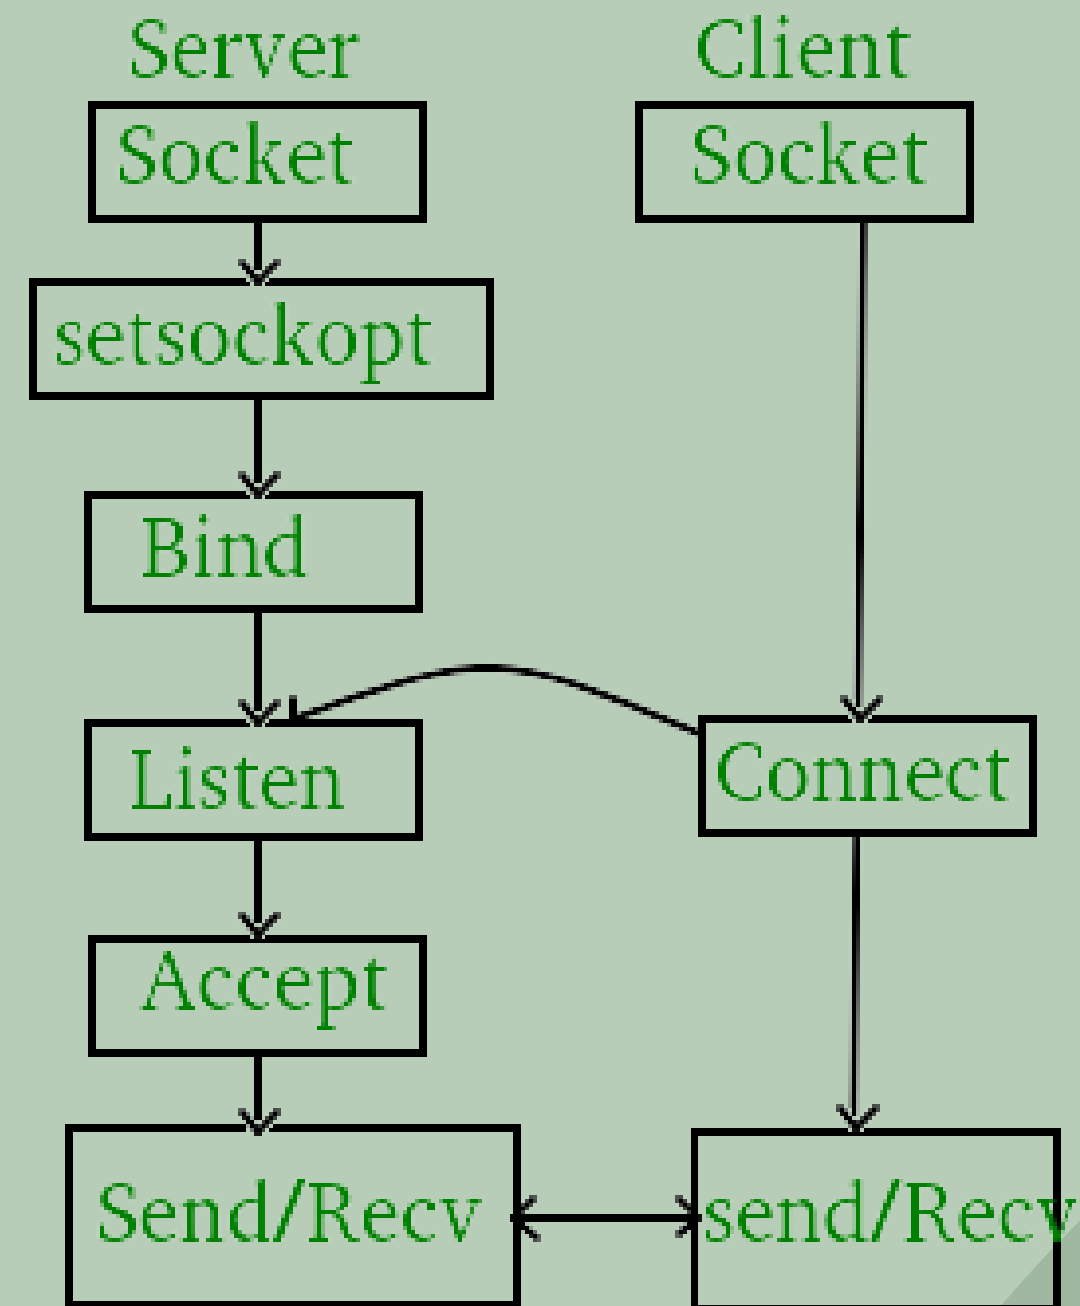 Server
Client
Socket
Socket
setsockopt
Bind
Listen
Connect
Accept
Send/Recv
send/Recv